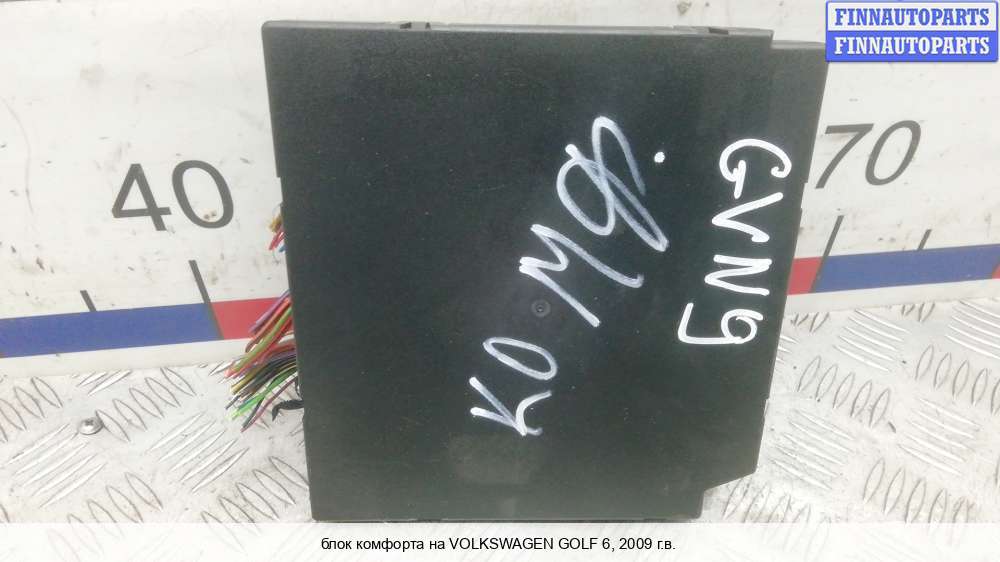 FINNAUTOPARTS
FINNAUTOPARTS
40
70
КОМФ.
GVN9
блок комфорта на VOLKSWAGEN GOLF 6, 2009 г.в.